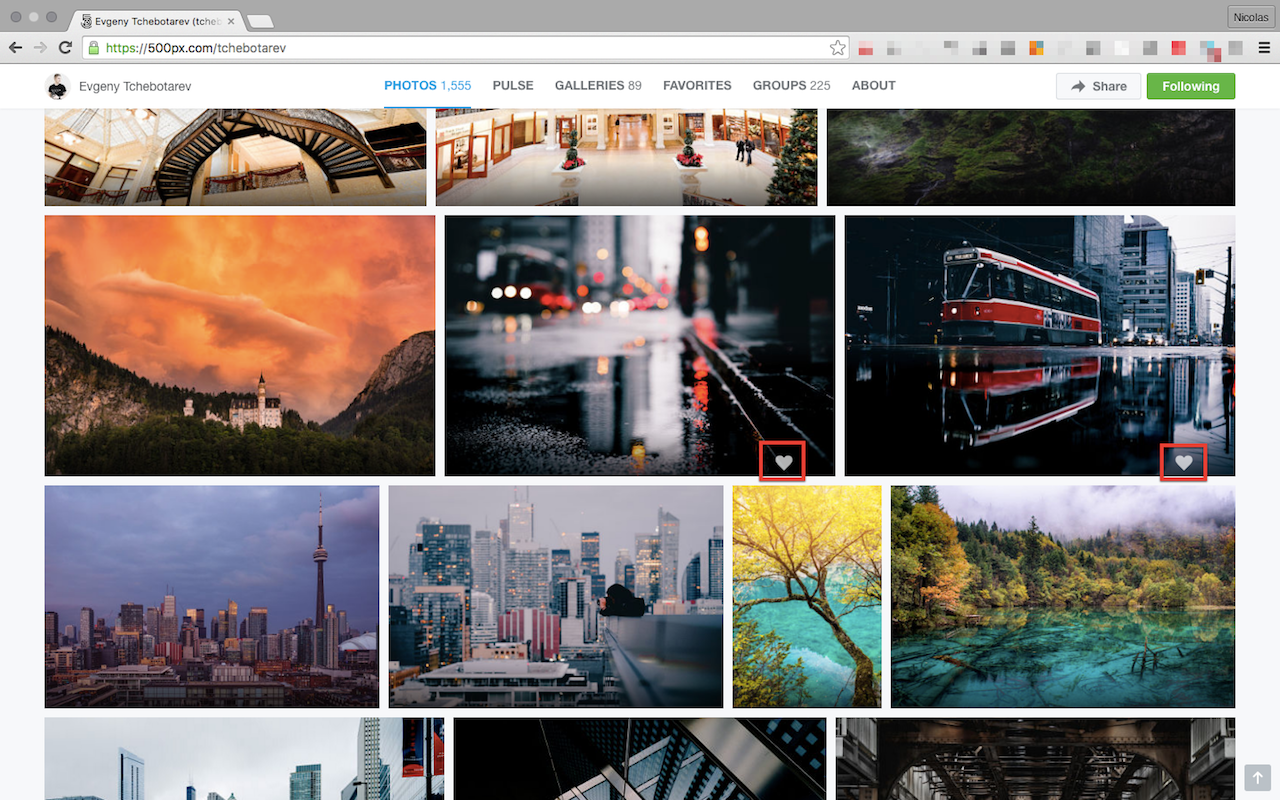 Evgeny Tchebotarev (tcheb
Nicolas
https://500px.com/tchebotarev
Evgeny Tchebotarev
PHOTOS 1,555
PULSE
GALLERIES 89
FAVORITES
GROUPS 225
ABOUT
Share
Following